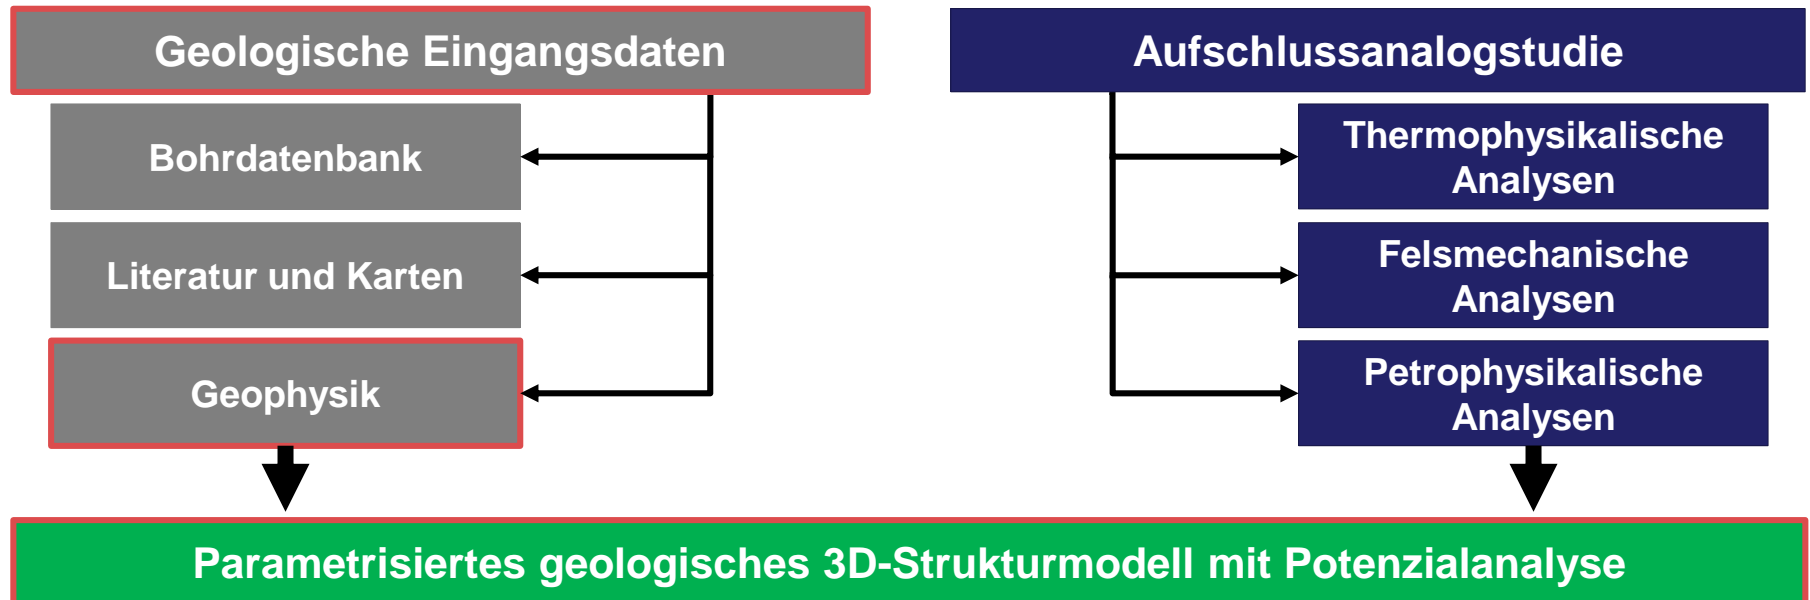 Geologische Eingangsdaten
Bohrdatenbank
Literatur und Karten
Geophysik
Aufschlussanalogstudie
Thermophysikalische
Analysen
Felsmechanische
Analysen
Petrophysikalische
Analysen
Parametrisiertes geologisches 3D-Strukturmodell mit Potenzialanalyse